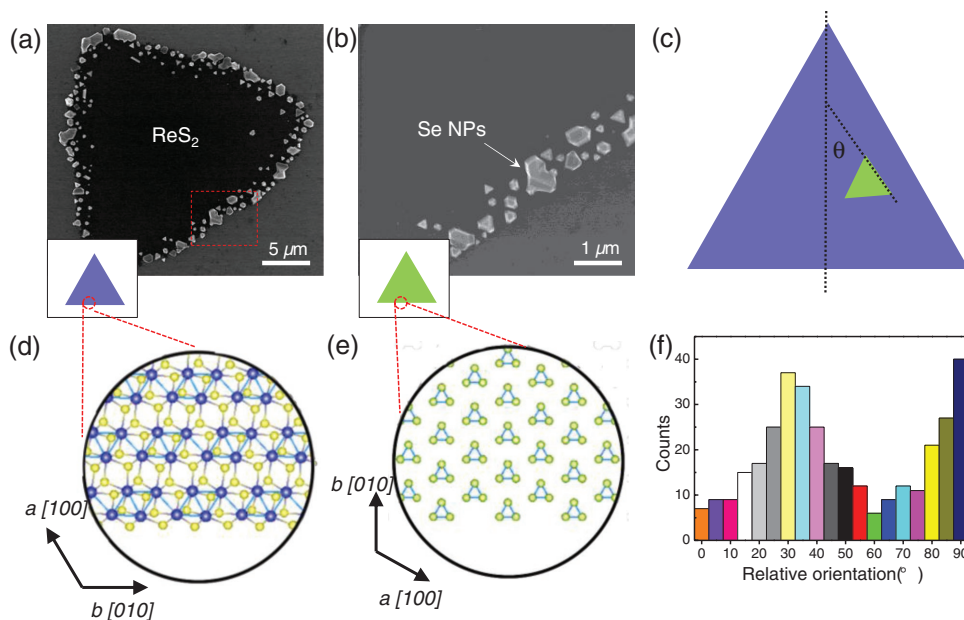 (a)
ReS2
5 µm
(b)
Se NPs
1 µm
(c)
θ
(d)
a [100]
b [010]
(e)
b [010]
a [100]
(f)
Counts
40
30
20
10
0
0 10 20 30 40 50 60 70 80 90
Relative orientation(° )